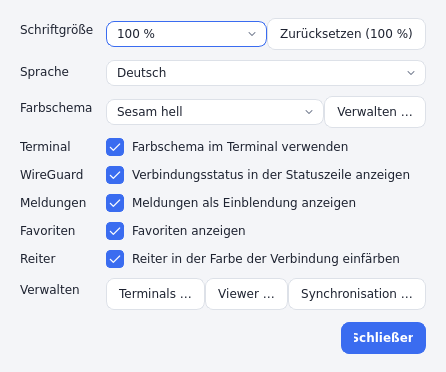 Schriftgröße 100 % Zurücksetzen (100 %)
Sprache Deutsch
Farbschema Sesam hell Verwalten ...
Terminal Farbschema im Terminal verwenden
WireGuard Verbindungsstatus in der Statuszeile anzeigen
Meldungen Meldungen als Einblendung anzeigen
Favoriten Favoriten anzeigen
Reiter Reiter in der Farbe der Verbindung einfärben
Verwalten Terminals ... Viewer ... Synchronisation ...
Schließen